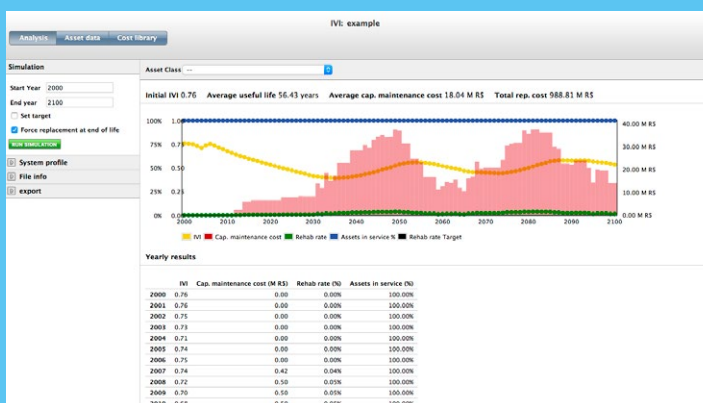 IVI: example
Analysis Asset data Cost library
Simulation
Start Year 2000
End year 2100
Set target
Force replacement at end of life
RUN SIMULATION
System profile
File info
export
Asset Class --
Initial IVI 0.76 Average useful life 56.43 years Average cap. maintenance cost 18.04 M R$ Total rep. cost 988.81 M R$
100% 1.00 40.00 M R$
75% 0.75 30.00 M R$
50% 0.50 20.00 M R$
25% 0.25 10.00 M R$
0% 0.00 0.00 M R$
2000 2010 2020 2030 2040 2050 2060 2070 2080 2090 2100
IVI Cap. maintenance cost Rehab rate Assets in service % Rehab rate Target
Yearly results
IVI Cap. maintenance cost (M R$) Rehab rate (%) Assets in service (%)
2000 0.76 0.00 0.00% 100.00%
2001 0.76 0.00 0.00% 100.00%
2002 0.75 0.00 0.00% 100.00%
2003 0.73 0.00 0.00% 100.00%
2004 0.71 0.00 0.00% 100.00%
2005 0.74 0.00 0.00% 100.00%
2006 0.75 0.00 0.00% 100.00%
2007 0.74 0.42 0.04% 100.00%
2008 0.72 0.50 0.05% 100.00%
2009 0.70 0.50 0.05% 100.00%